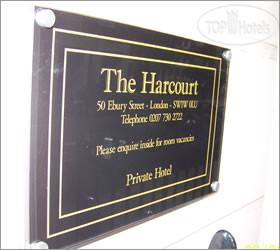 TOP Hotels
The Harcourt
50 Ebury Street - London - SW1W 0LU
Telephone 0207 730 2722
Please enquire inside for room vacancies
Private Hotel